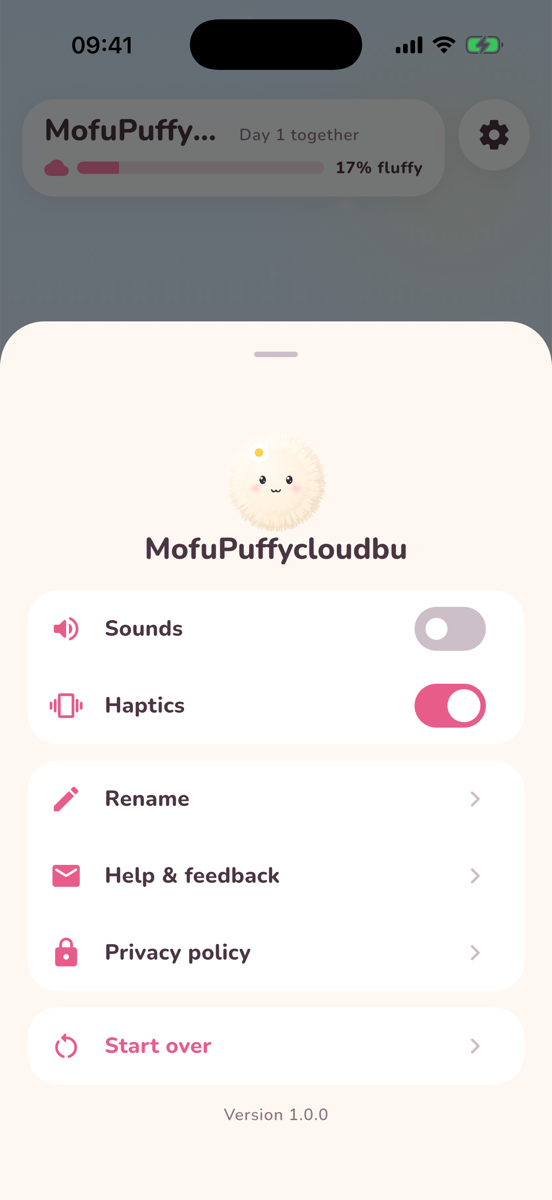 09:41
MofuPuffy... Day 1 together
17% fluffy
MofuPuffycloudbu
Sounds
Haptics
Rename
Help & feedback
Privacy policy
Start over
Version 1.0.0